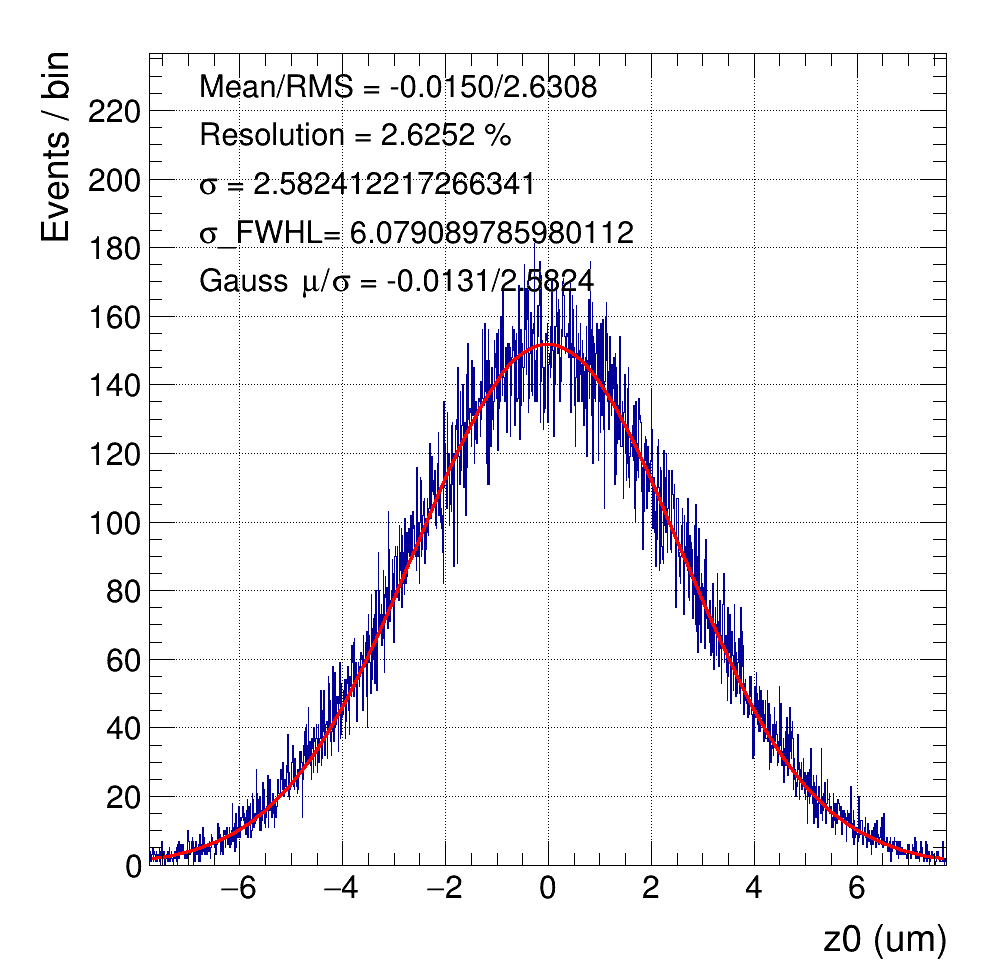 Events / bin
Mean/RMS = -0.0150/2.6308
Resolution = 2.6252 %
σ = 2.582412217266341
σ_FWHL= 6.079089785980112
Gauss μ/σ = -0.0131/2.5824
220
200
180
160
140
120
100
80
60
40
20
0
−6 −4 −2 0 2 4 6
z0 (um)